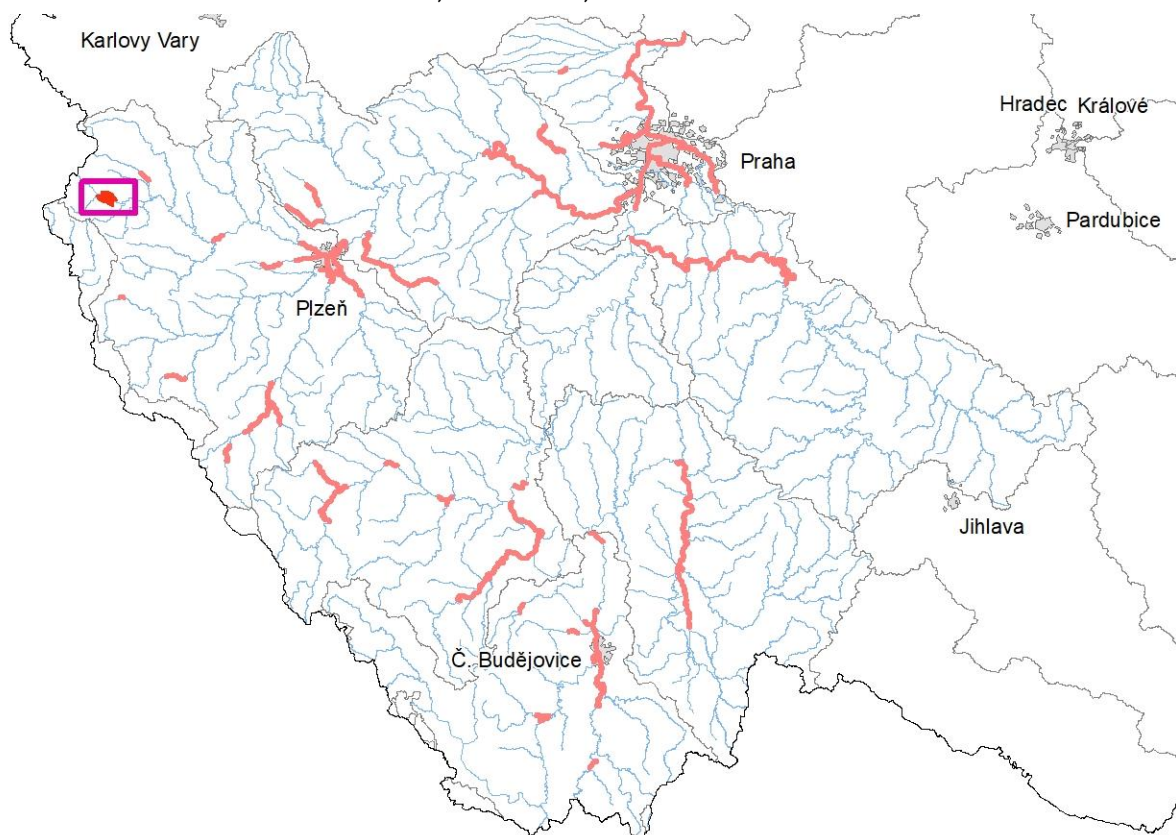 Karlovy Vary
Hradec Králové
Praha
Pardubice
Plzeň
Jihlava
Č. Budějovice